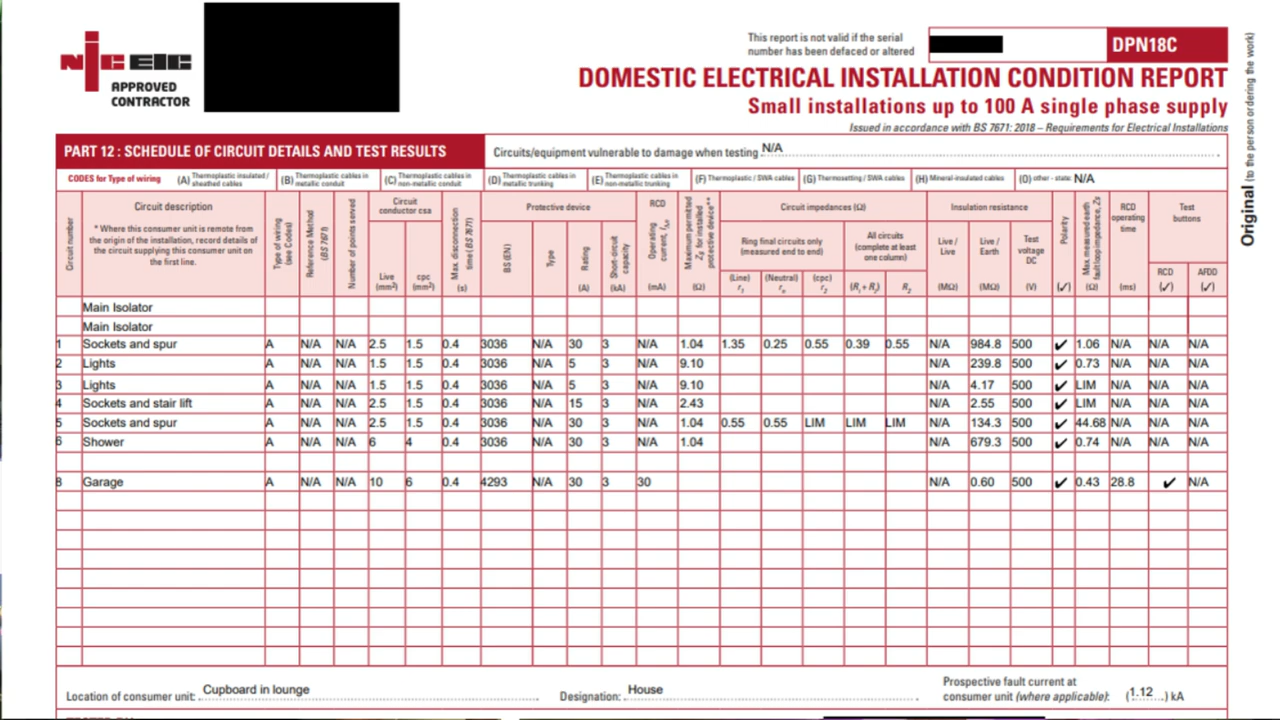 This report is not valid if the serial
number has been defaced or altered
DPN18C
NICEIC
APPROVED
CONTRACTOR
DOMESTIC ELECTRICAL INSTALLATION CONDITION REPORT
Small installations up to 100 A single phase supply
Issued in accordance with BS 7671: 2018 – Requirements for Electrical Installations
Original (to the person ordering the work)
PART 12 : SCHEDULE OF CIRCUIT DETAILS AND TEST RESULTS
Circuits/equipment vulnerable to damage when testing N/A
CODES for Type of wiring (A) Thermoplastic insulated / sheathed cables (B) Thermoplastic cables in metallic conduit (C) Thermoplastic cables in non-metallic conduit (D) Thermoplastic cables in metallic trunking (E) Thermoplastic cables in non-metallic trunking (F) Thermoplastic / SWA cables (G) Thermosetting / SWA cables (H) Mineral-insulated cables (O) other - state: N/A
Circuit number
Circuit description
* Where this consumer unit is remote from
the origin of the installation, record details of
the circuit supplying this consumer unit on
the first line.
Type of wiring (see Codes)
Reference Method (BS 7671)
Number of points served
Circuit conductor csa
Live (mm²)
cpc (mm²)
Max. disconnection time (BS 7671)
(s)
Protective device
BS (EN)
Type
Rating
(A)
Short-circuit capacity
(kA)
RCD
Operating current, IΔn
(mA)
Maximum permitted Zs for installed protective device**
(Ω)
Circuit impedances (Ω)
Ring final circuits only
(measured end to end)
(Line) r1
(Neutral) rn
(cpc) r2
All circuits
(complete at least
one column)
(R1 + R2)
R2
Insulation resistance
Live / Live
(MΩ)
Live / Earth
(MΩ)
Test voltage DC
(V)
Polarity
(✓)
Max. measured earth fault loop impedance, Zs
(Ω)
RCD operating time
(ms)
Test buttons
RCD
(✓)
AFDD
(✓)
Main Isolator
Main Isolator
1 Sockets and spur A N/A N/A 2.5 1.5 0.4 3036 N/A 30 3 N/A 1.04 1.35 0.25 0.55 0.39 0.55 N/A 984.8 500 ✔ 1.06 N/A N/A N/A
2 Lights A N/A N/A 1.5 1.5 0.4 3036 N/A 5 3 N/A 9.10 N/A 239.8 500 ✔ 0.73 N/A N/A N/A
3 Lights A N/A N/A 1.5 1.5 0.4 3036 N/A 5 3 N/A 9.10 N/A 4.17 500 ✔ LIM N/A N/A N/A
4 Sockets and stair lift A N/A N/A 2.5 1.5 0.4 3036 N/A 15 3 N/A 2.43 N/A 2.55 500 ✔ LIM N/A N/A N/A
5 Sockets and spur A N/A N/A 2.5 1.5 0.4 3036 N/A 30 3 N/A 1.04 0.55 0.55 LIM LIM LIM N/A 134.3 500 ✔ 44.68 N/A N/A N/A
6 Shower A N/A N/A 6 4 0.4 3036 N/A 30 3 N/A 1.04 N/A 679.3 500 ✔ 0.74 N/A N/A N/A
8 Garage A N/A N/A 10 6 0.4 4293 N/A 30 3 30 N/A 0.60 500 ✔ 0.43 28.8 ✔ N/A
Location of consumer unit: Cupboard in lounge
Designation: House
Prospective fault current at
consumer unit (where applicable): (1.12) kA